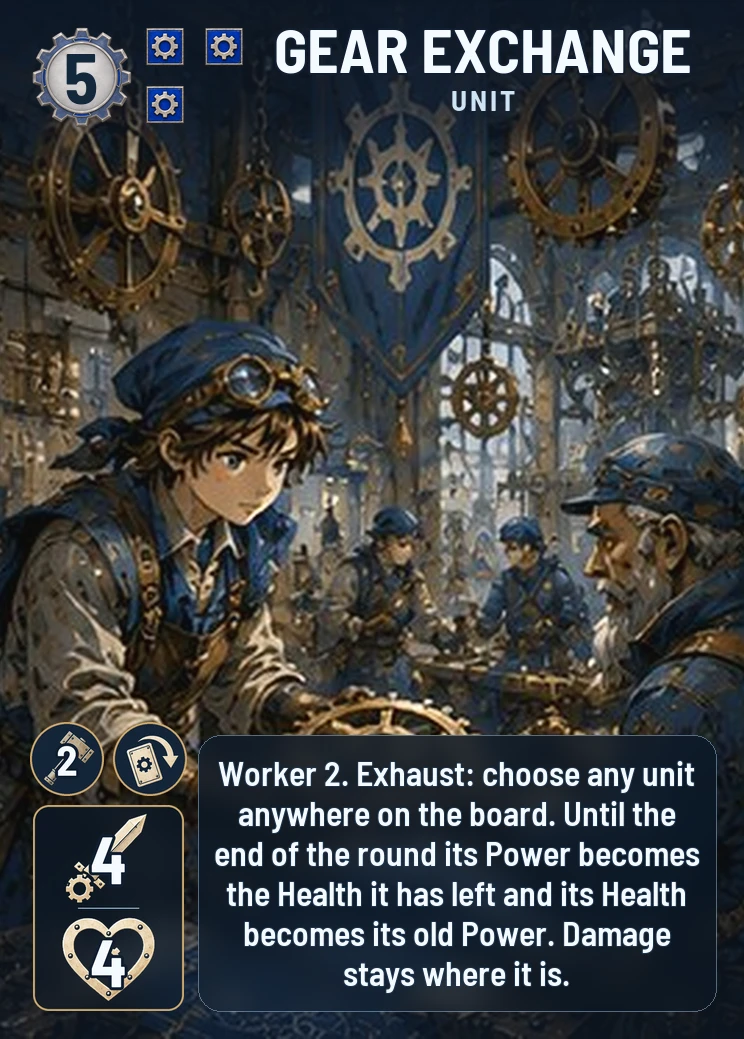 5
GEAR EXCHANGE
UNIT
2
4
4
Worker 2. Exhaust: choose any unit
anywhere on the board. Until the
end of the round its Power becomes
the Health it has left and its Health
becomes its old Power. Damage
stays where it is.